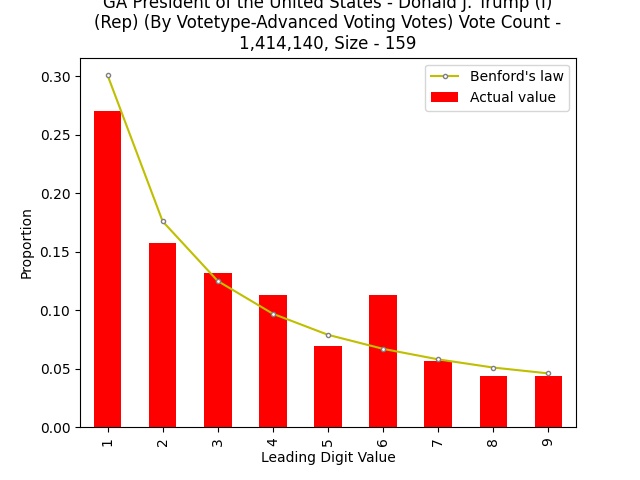 GA President of the United States - Donald J. Trump (I)
(Rep) (By Votetype-Advanced Voting Votes) Vote Count -
1,414,140, Size - 159
Benford's law
Actual value
Proportion
0.30
0.25
0.20
0.15
0.10
0.05
0.00
1 2 3 4 5 6 7 8 9
Leading Digit Value